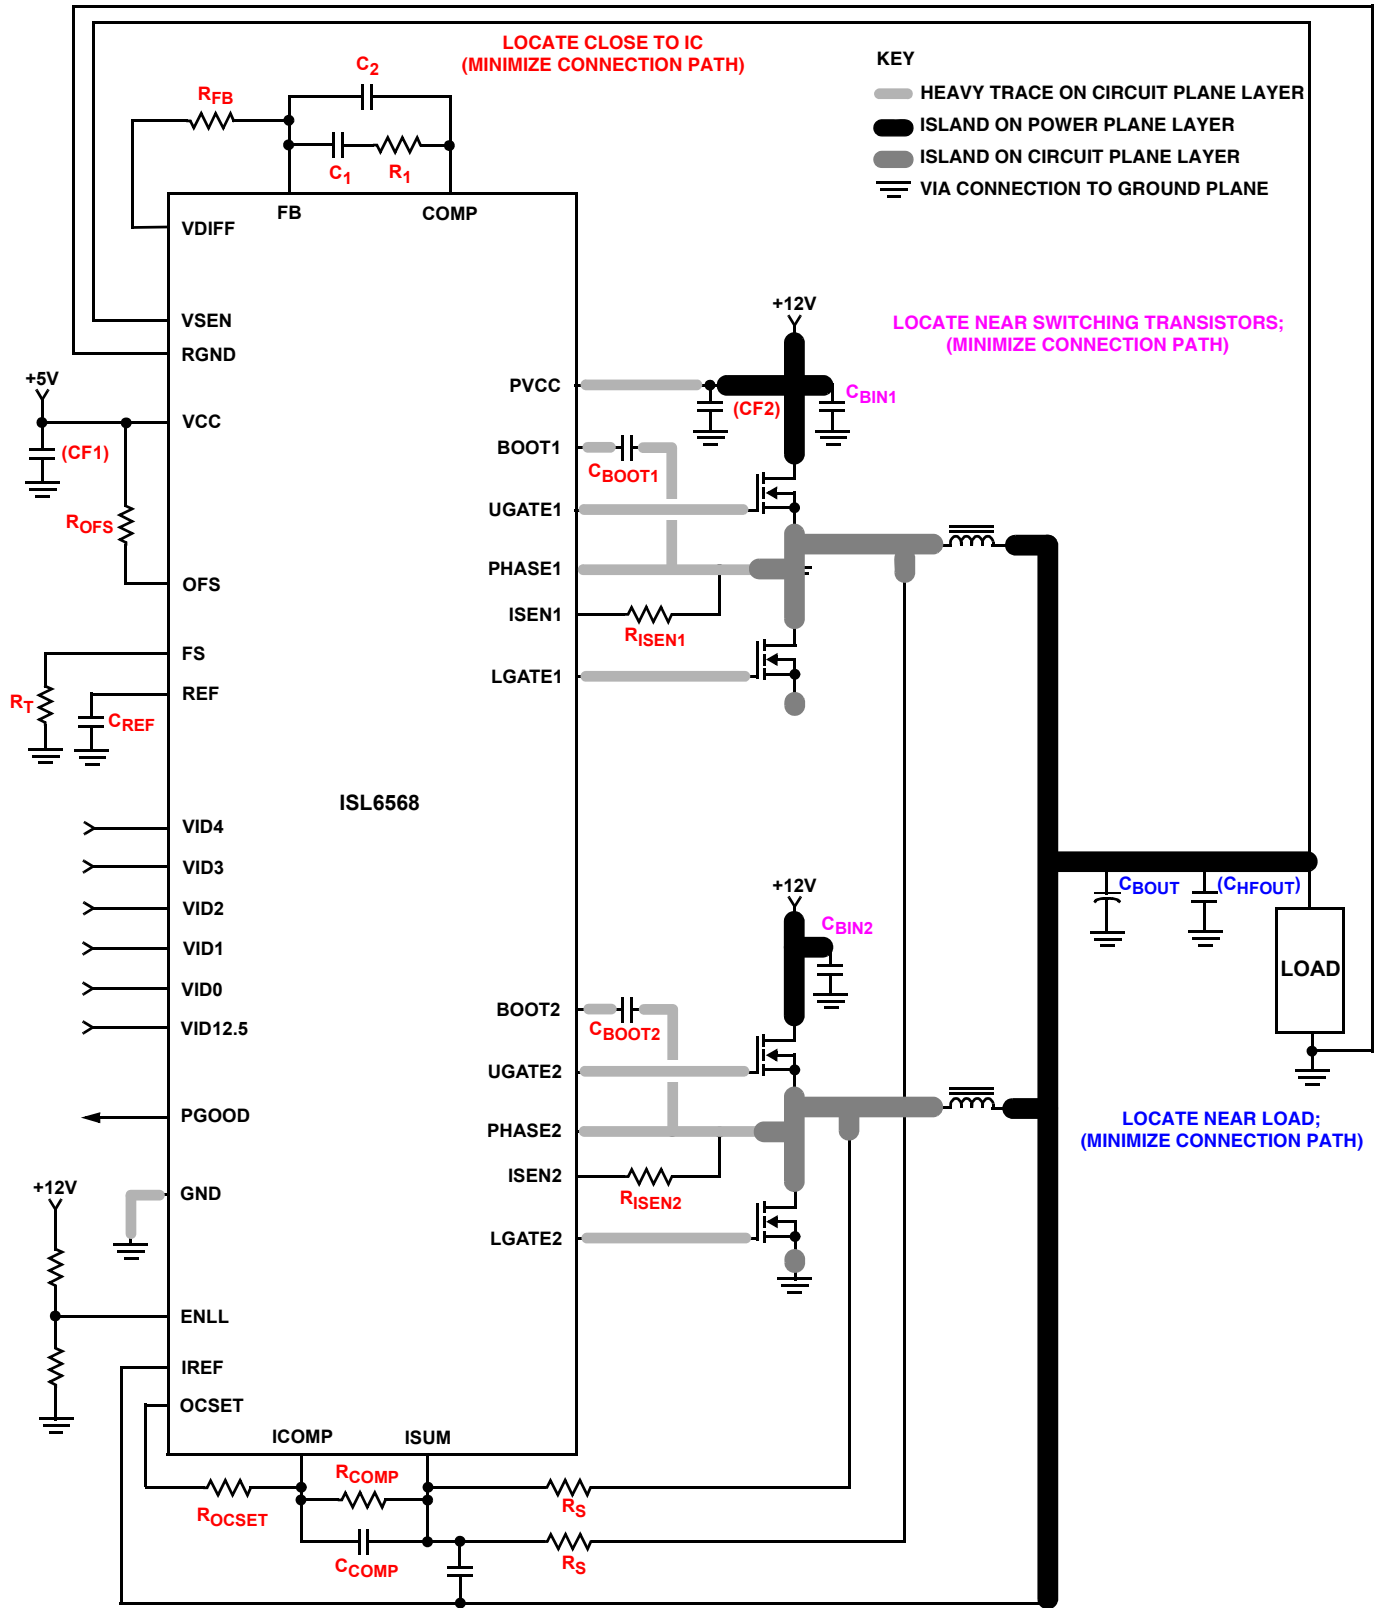 LOCATE CLOSE TO IC
(MINIMIZE CONNECTION PATH)
KEY
HEAVY TRACE ON CIRCUIT PLANE LAYER
ISLAND ON POWER PLANE LAYER
ISLAND ON CIRCUIT PLANE LAYER
VIA CONNECTION TO GROUND PLANE
C2
RFB
C1
R1
FB
COMP
VDIFF
VSEN
RGND
+5V
VCC
(CF1)
ROFS
OFS
FS
REF
RT
CREF
ISL6568
VID4
VID3
VID2
VID1
VID0
VID12.5
PGOOD
+12V
GND
ENLL
IREF
OCSET
ICOMP
ISUM
RCOMP
ROCSET
CCOMP
RS
RS
+12V
LOCATE NEAR SWITCHING TRANSISTORS;
(MINIMIZE CONNECTION PATH)
PVCC
(CF2)
CBIN1
BOOT1
CBOOT1
UGATE1
PHASE1
ISEN1
RISEN1
LGATE1
+12V
CBIN2
BOOT2
CBOOT2
UGATE2
PHASE2
ISEN2
RISEN2
LGATE2
CBOUT
(CHFOUT)
LOAD
LOCATE NEAR LOAD;
(MINIMIZE CONNECTION PATH)